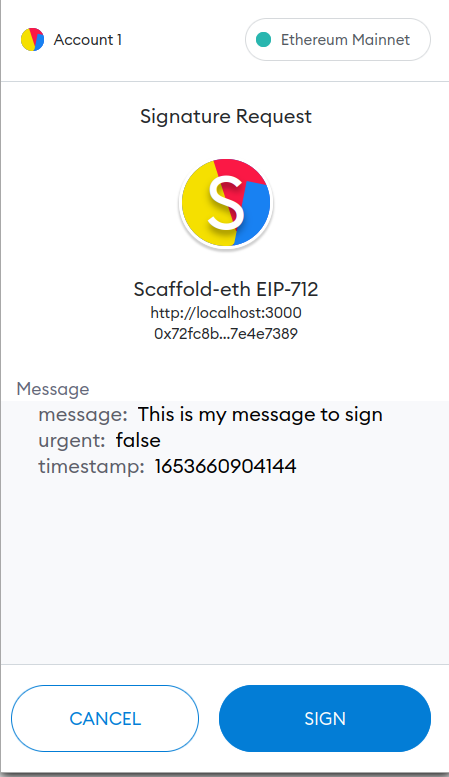 Account 1
Ethereum Mainnet
Signature Request
S
Scaffold-eth EIP-712
http://localhost:3000
0x72fc8b...7e4e7389
Message
message: This is my message to sign
urgent: false
timestamp: 1653660904144
CANCEL
SIGN